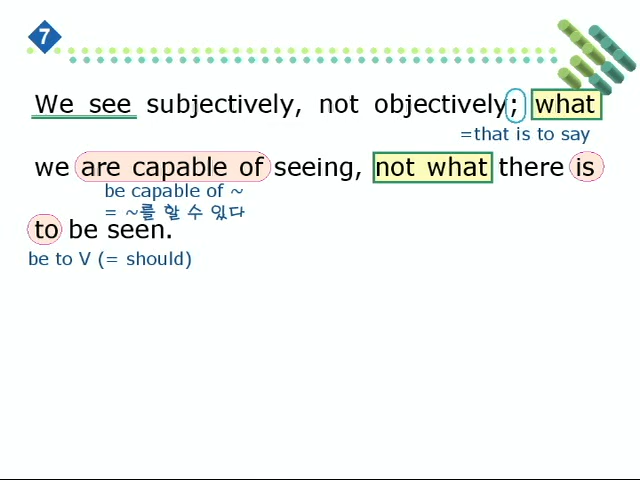 7
We see subjectively, not objectively; what
=that is to say
we are capable of seeing, not what there is
be capable of ~
= ~를 할 수 있다
to be seen.
be to V (= should)